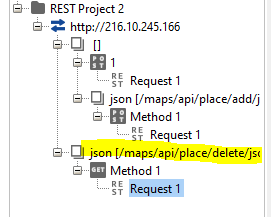 REST Project 2
http://216.10.245.166
[]
POST
1
REST
Request 1
json [/maps/api/place/add/j
POST
Method 1
REST
Request 1
json [/maps/api/place/delete/jsc
GET
Method 1
REST
Request 1